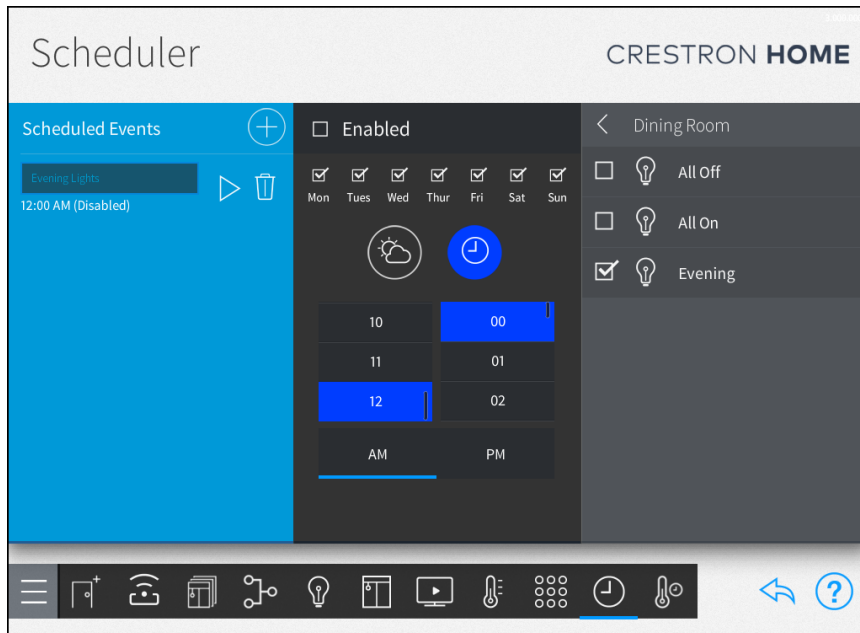 Scheduler
CRESTRON HOME
Scheduled Events
Evening Lights
12:00 AM (Disabled)
Enabled
Mon Tues Wed Thur Fri Sat Sun
10 00
11 01
12 02
AM PM
Dining Room
All Off
All On
Evening
?